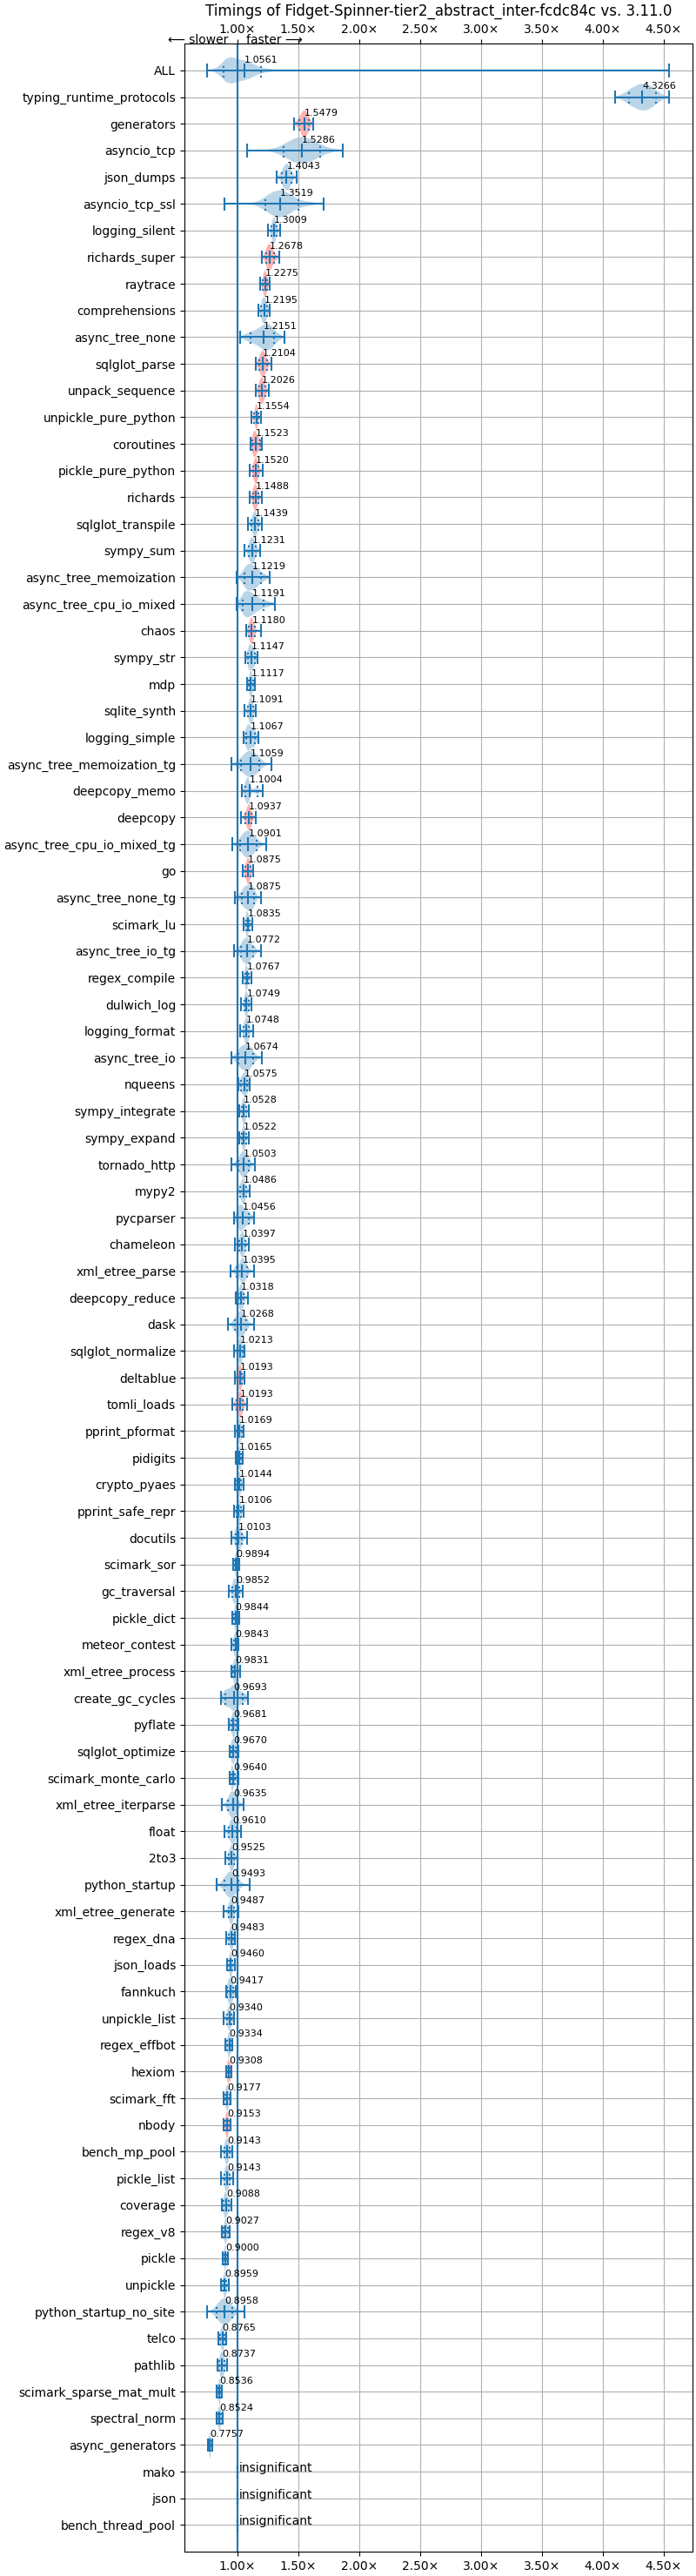 Timings of Fidget-Spinner-tier2_abstract_inter-fcdc84c vs. 3.11.0
1.00× 1.50× 2.00× 2.50× 3.00× 3.50× 4.00× 4.50×
⟵ slower faster ⟶
ALL 1.0561
typing_runtime_protocols 4.3266
generators 1.5479
asyncio_tcp 1.5286
json_dumps 1.4043
asyncio_tcp_ssl 1.3519
logging_silent 1.3009
richards_super 1.2678
raytrace 1.2275
comprehensions 1.2195
async_tree_none 1.2151
sqlglot_parse 1.2104
unpack_sequence 1.2026
unpickle_pure_python 1.1554
coroutines 1.1523
pickle_pure_python 1.1520
richards 1.1488
sqlglot_transpile 1.1439
sympy_sum 1.1231
async_tree_memoization 1.1219
async_tree_cpu_io_mixed 1.1191
chaos 1.1180
sympy_str 1.1147
mdp 1.1117
sqlite_synth 1.1091
logging_simple 1.1067
async_tree_memoization_tg 1.1059
deepcopy_memo 1.1004
deepcopy 1.0937
async_tree_cpu_io_mixed_tg 1.0901
go 1.0875
async_tree_none_tg 1.0875
scimark_lu 1.0835
async_tree_io_tg 1.0772
regex_compile 1.0767
dulwich_log 1.0749
logging_format 1.0748
async_tree_io 1.0674
nqueens 1.0575
sympy_integrate 1.0528
sympy_expand 1.0522
tornado_http 1.0503
mypy2 1.0486
pycparser 1.0456
chameleon 1.0397
xml_etree_parse 1.0395
deepcopy_reduce 1.0318
dask 1.0268
sqlglot_normalize 1.0213
deltablue 1.0193
tomli_loads 1.0193
pprint_pformat 1.0169
pidigits 1.0165
crypto_pyaes 1.0144
pprint_safe_repr 1.0106
docutils 1.0103
scimark_sor 0.9894
gc_traversal 0.9852
pickle_dict 0.9844
meteor_contest 0.9843
xml_etree_process 0.9831
create_gc_cycles 0.9693
pyflate 0.9681
sqlglot_optimize 0.9670
scimark_monte_carlo 0.9640
xml_etree_iterparse 0.9635
float 0.9610
2to3 0.9525
python_startup 0.9493
xml_etree_generate 0.9487
regex_dna 0.9483
json_loads 0.9460
fannkuch 0.9417
unpickle_list 0.9340
regex_effbot 0.9334
hexiom 0.9308
scimark_fft 0.9177
nbody 0.9153
bench_mp_pool 0.9143
pickle_list 0.9143
coverage 0.9088
regex_v8 0.9027
pickle 0.9000
unpickle 0.8959
python_startup_no_site 0.8958
telco 0.8765
pathlib 0.8737
scimark_sparse_mat_mult 0.8536
spectral_norm 0.8524
async_generators 0.7757
mako insignificant
json insignificant
bench_thread_pool insignificant
1.00× 1.50× 2.00× 2.50× 3.00× 3.50× 4.00× 4.50×